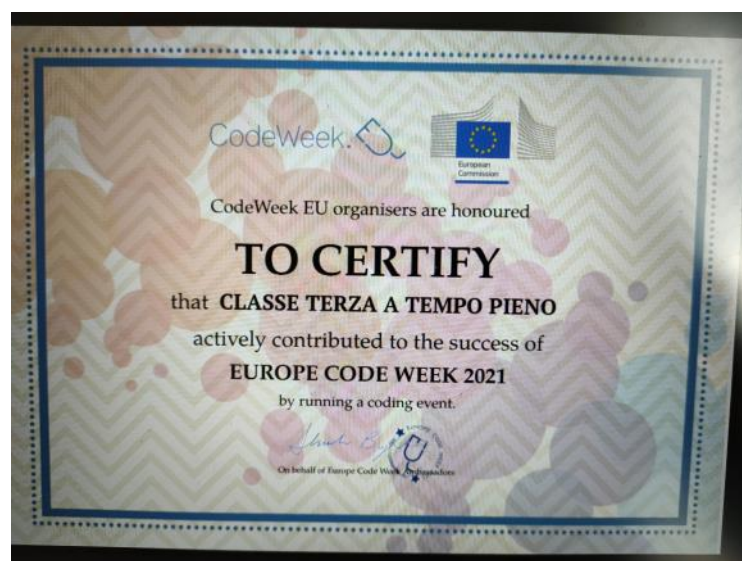 CodeWeek.EU
European
Commission
CodeWeek EU organisers are honoured
TO CERTIFY
that CLASSE TERZA A TEMPO PIENO
actively contributed to the success of
EUROPE CODE WEEK 2021
by running a coding event.
On behalf of Europe Code Week Ambassadors